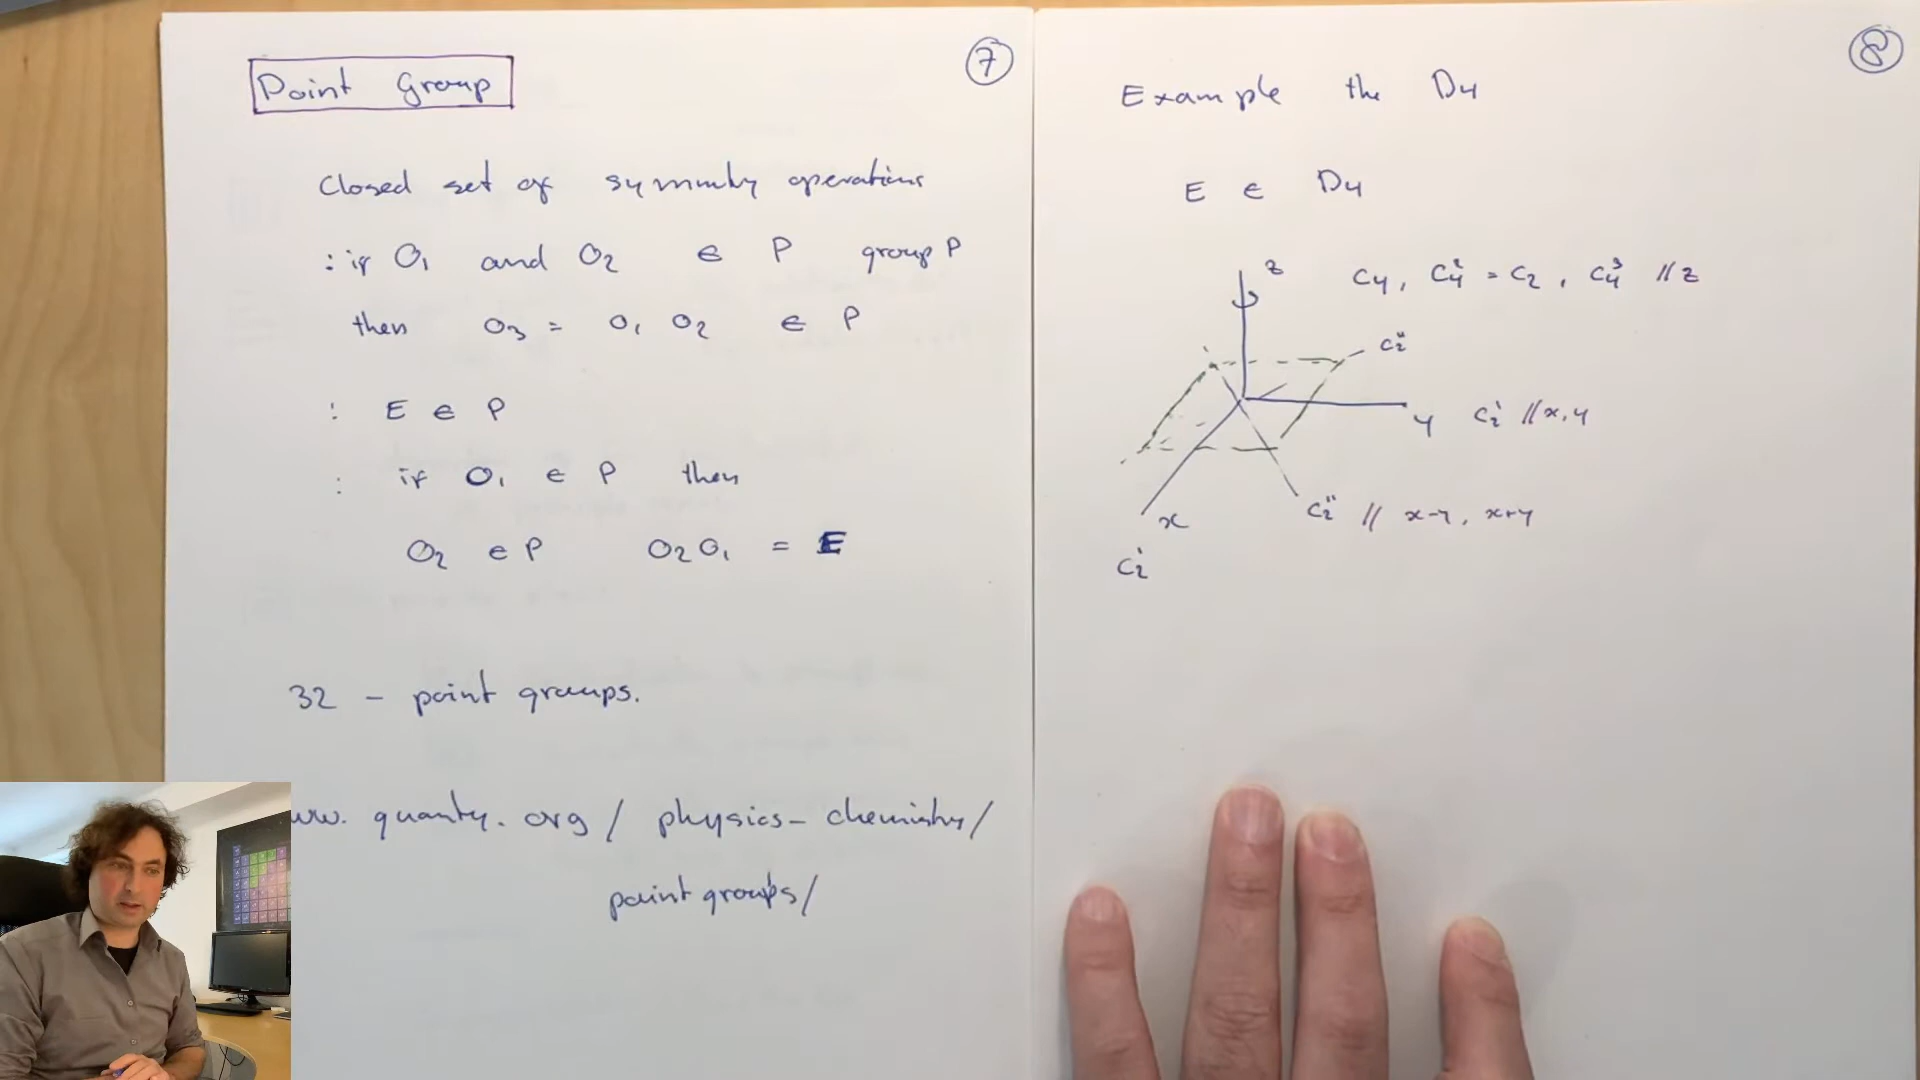 7
Point Group
Closed set of symmetry operations
: if O₁ and O₂ ∈ P group P
then O₃ = O₁ O₂ ∈ P
: E ∈ P
: if O₁ ∈ P then
O₂ ∈ P O₂O₁ = E
32 - point groups.
ww. quanty.org / physics-chemistry/
pointgroups/
8
Example the D4
E ∈ D4
z C4, C4² = C2, C4³ // z
C2"
y C2' // x, y
x C2" // x-y, x+y
C2'